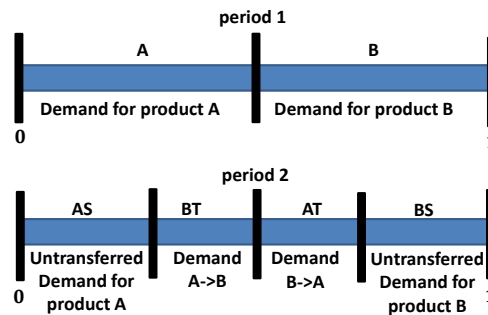 period 1
A B
Demand for product A Demand for product B
0
period 2
AS BT AT BS
Untransferred Demand Demand Untransferred
Demand for A->B B->A Demand for
product A product B
0